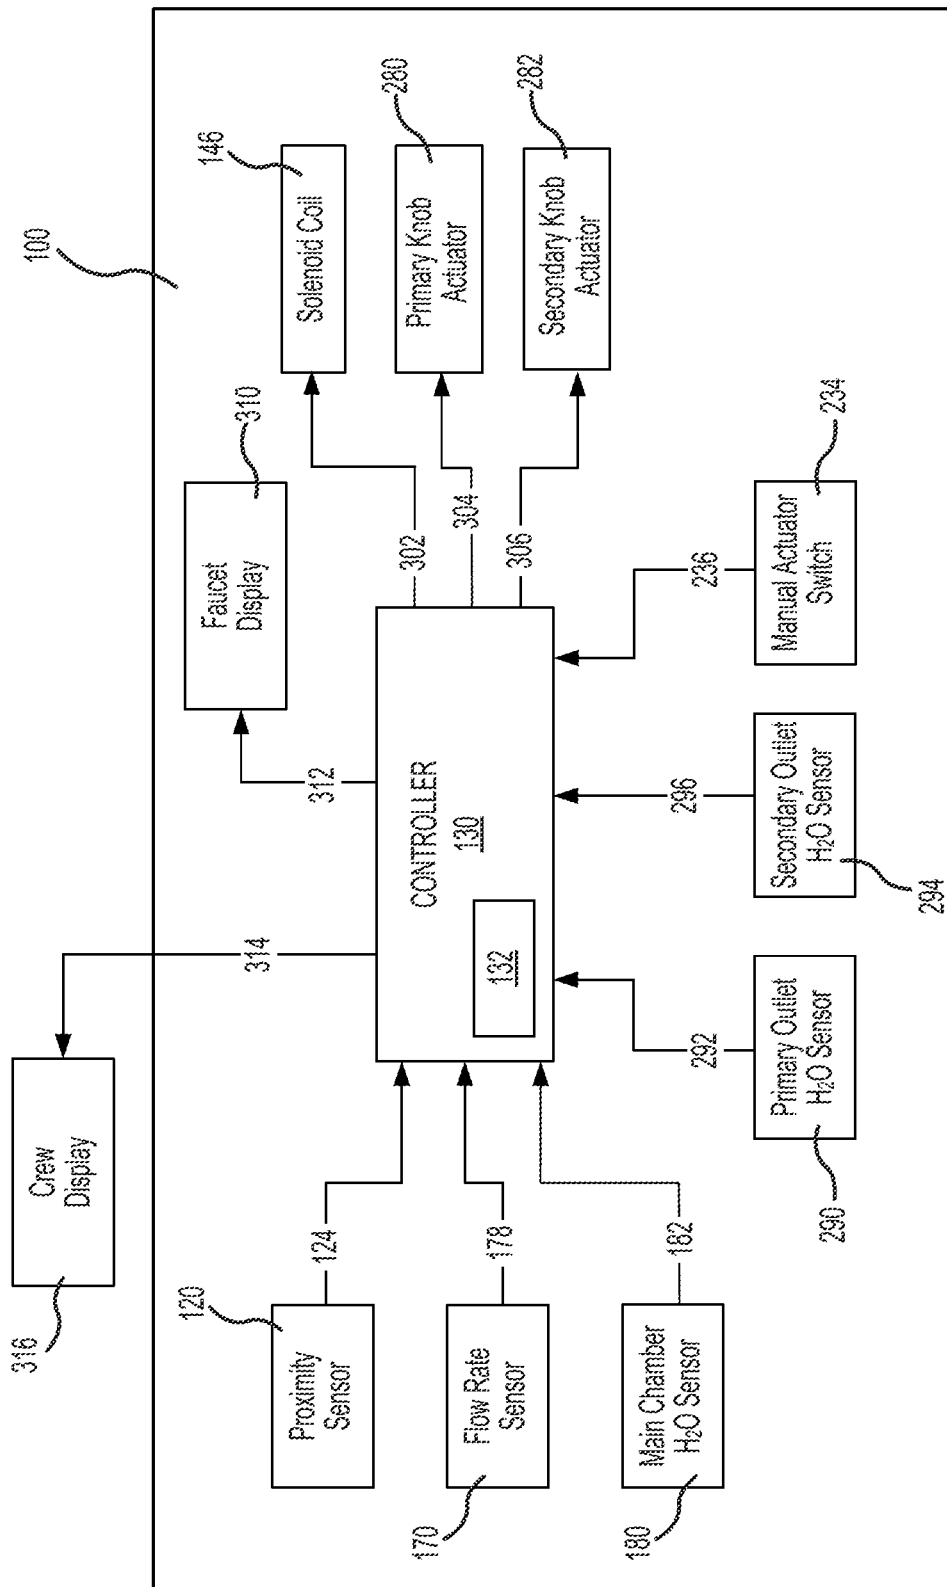 316
Crew
Display
100
314
312
Faucet
Display
310
Solenoid Coil
146
Primary Knob
Actuator
280
Secondary Knob
Actuator
282
302
304
306
CONTROLLER
130
132
120
Proximity
Sensor
124
170
Flow Rate
Sensor
178
180
Main Chamber
H₂O Sensor
182
292
296
236
290
Primary Outlet
H₂O Sensor
Secondary Outlet
H₂O Sensor
294
Manual Actuator
Switch
234